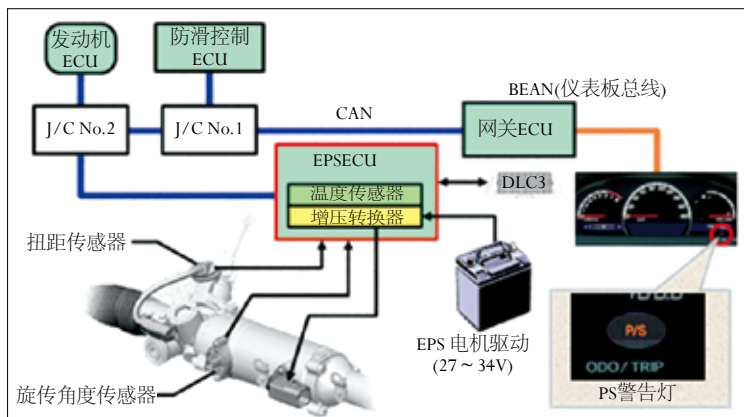 发动机
ECU
防滑控制
ECU
BEAN(仪表板总线)
J/C No.2
J/C No.1
CAN
网关ECU
EPSECU
温度传感器
增压转换器
DLC3
扭距传感器
EPS 电机驱动
(27～34V)
旋传角度传感器
P/S
ODO/TRIP
PS警告灯